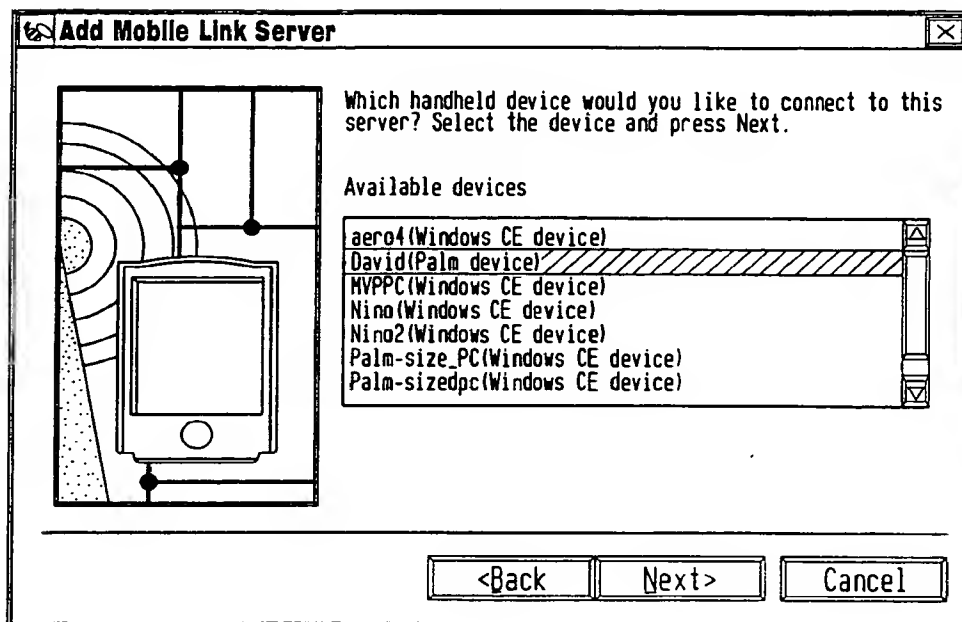 Add Mobile Link Server
Which handheld device would you like to connect to this
server? Select the device and press Next.
Available devices
aero4(Windows CE device)
David(Palm device)
MVPPC(Windows CE device)
Nino(Windows CE device)
Nino2(Windows CE device)
Palm-size_PC(Windows CE device)
Palm-sizedpc(Windows CE device)
<Back
Next>
Cancel